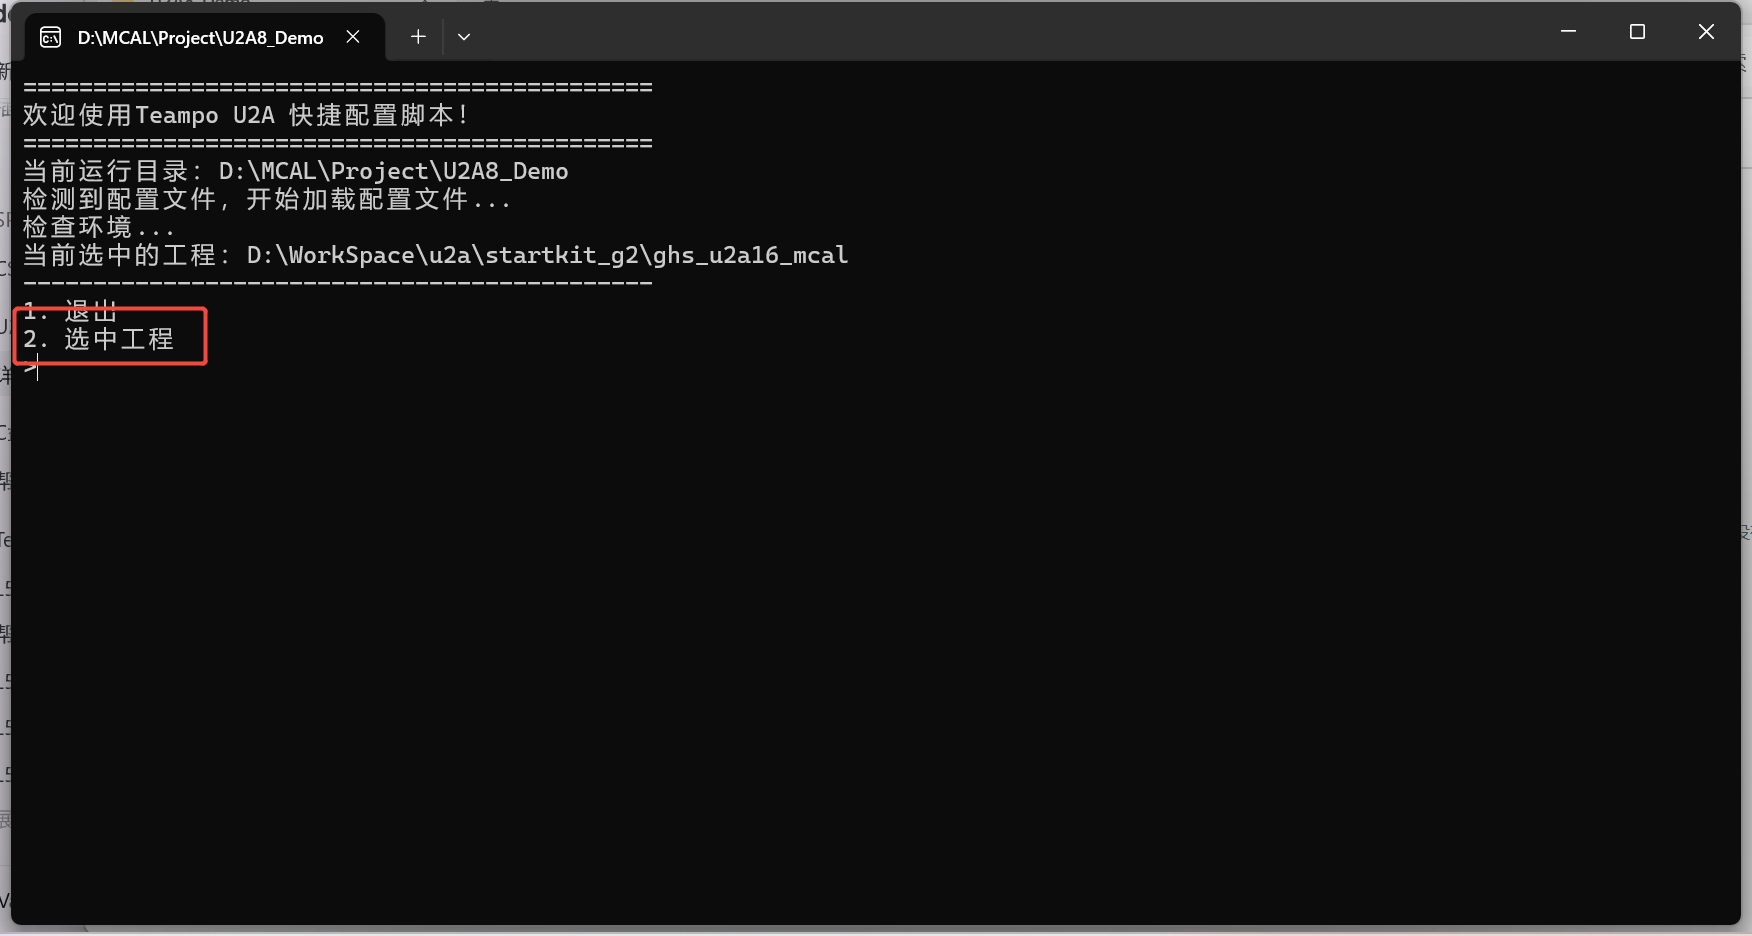 D:\MCAL\Project\U2A8_Demo
=============================================
欢迎使用Teampo U2A 快捷配置脚本!
=============================================
当前运行目录: D:\MCAL\Project\U2A8_Demo
检测到配置文件, 开始加载配置文件...
检查环境...
当前选中的工程: D:\WorkSpace\u2a\startkit_g2\ghs_u2a16_mcal
---------------------------------------------
1. 退出
2. 选中工程
>